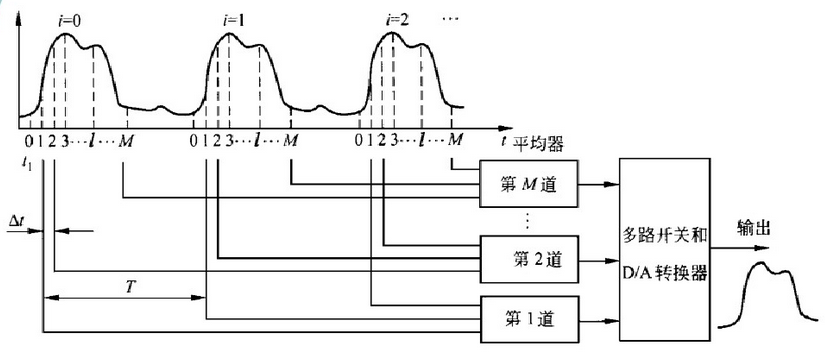 i=0 i=1 i=2 ⋯
0 1 2 3⋯l⋯M 0 1 2 3⋯l⋯M 0 1 2 3⋯l⋯M t 平均器
t₁
第 M 道
⋮
Δt
第 2 道
T
第 1 道
多路开关和
D/A 转换器
输出